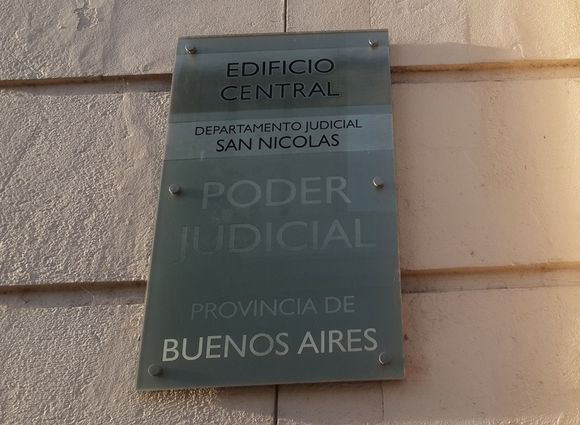 EDIFICIO
CENTRAL
DEPARTAMENTO JUDICIAL
SAN NICOLAS
PODER
JUDICIAL
PROVINCIA DE
BUENOS AIRES